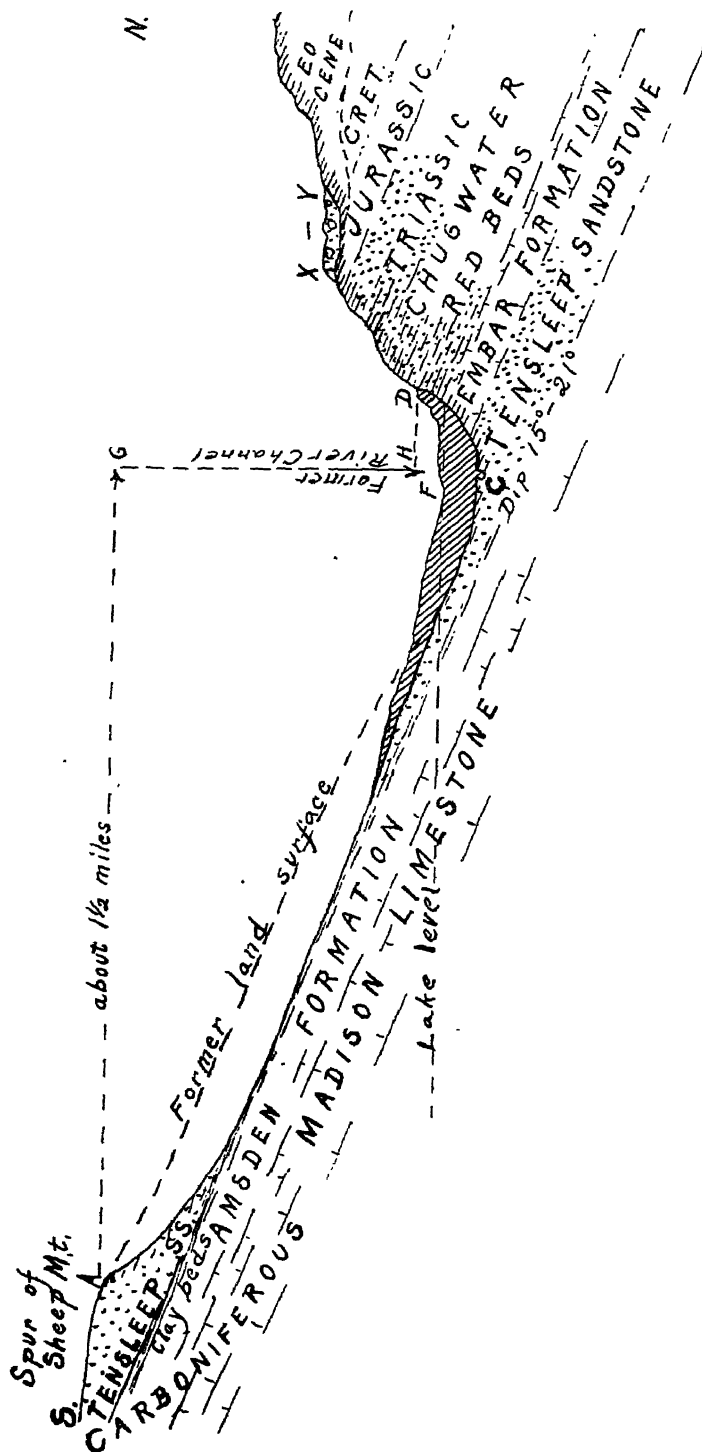 Spur of
Sheep Mt.
S.
N.
A
G
about 1½ miles
Former land surface
Former
River Channel
H
F
D
X – Y
EO
CENE
CRET.
JURASSIC
TRIASSIC
CHUGWATER
RED BEDS
EMBAR FORMATION
TENSLEEP SANDSTONE
C
DIP 15°-21°
C
TENSLEEP SS.
Clay beds
AMSDEN FORMATION
MADISON LIMESTONE
CARBONIFEROUS
Lake level